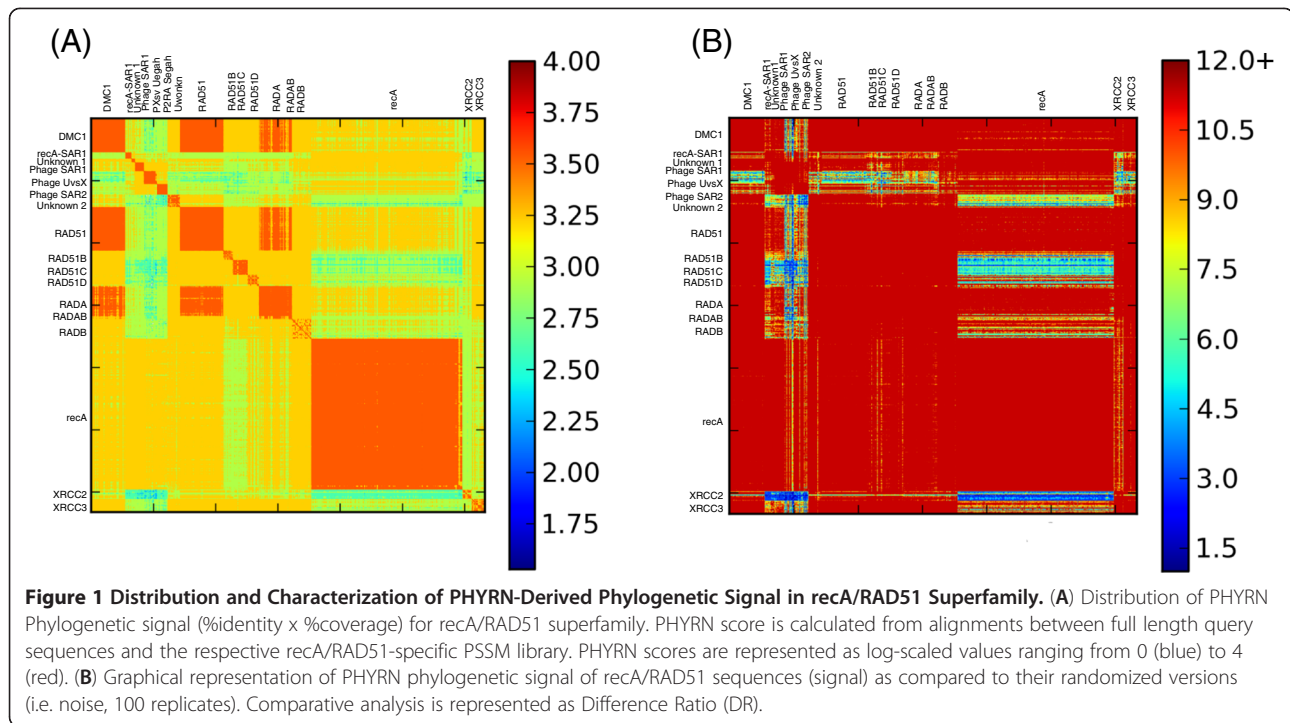 (A)
DMC1
recA-SAR1
Unknown 1
Phage SAR1
PXsv Uegah
P2RA Segah
Uwonkn
RAD51
RAD51B
RAD51C
RAD51D
RADA
RADAB
RADB
recA
XRCC2
XRCC3
DMC1
recA-SAR1
Unknown 1
Phage SAR1
Phage UvsX
Phage SAR2
Unknown 2
RAD51
RAD51B
RAD51C
RAD51D
RADA
RADAB
RADB
recA
XRCC2
XRCC3
4.00
3.75
3.50
3.25
3.00
2.75
2.50
2.25
2.00
1.75
(B)
DMC1
recA-SAR1
Unknown1
Phage SAR1
Phage UvsX
Phage SAR2
Unknown 2
RAD51
RAD51B
RAD51C
RAD51D
RADA
RADAB
RADB
recA
XRCC2
XRCC3
DMC1
recA-SAR1
Unknown 1
Phage SAR1
Phage UvsX
Phage SAR2
Unknown 2
RAD51
RAD51B
RAD51C
RAD51D
RADA
RADAB
RADB
recA
XRCC2
XRCC3
12.0+
10.5
9.0
7.5
6.0
4.5
3.0
1.5
Figure 1 Distribution and Characterization of PHYRN-Derived Phylogenetic Signal in recA/RAD51 Superfamily. (A) Distribution of PHYRN
Phylogenetic signal (%identity x %coverage) for recA/RAD51 superfamily. PHYRN score is calculated from alignments between full length query
sequences and the respective recA/RAD51-specific PSSM library. PHYRN scores are represented as log-scaled values ranging from 0 (blue) to 4
(red). (B) Graphical representation of PHYRN phylogenetic signal of recA/RAD51 sequences (signal) as compared to their randomized versions
(i.e. noise, 100 replicates). Comparative analysis is represented as Difference Ratio (DR).